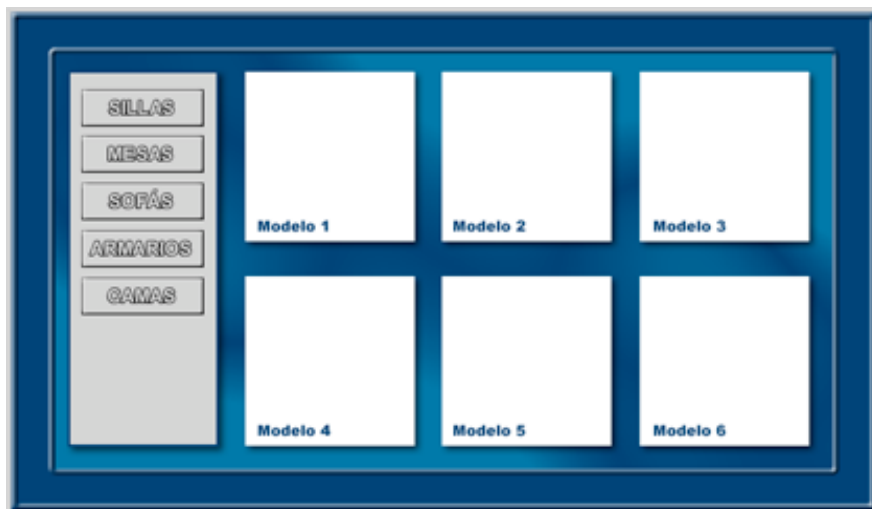 SILLAS
MESAS
SOFÁS
ARMARIOS
CAMAS
Modelo 1
Modelo 2
Modelo 3
Modelo 4
Modelo 5
Modelo 6